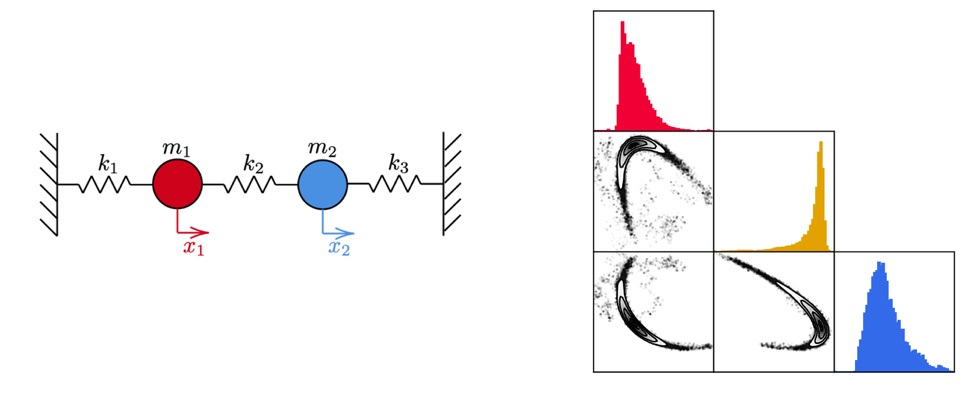 m₁ m₂
k₁ k₂ k₃
x₁ x₂